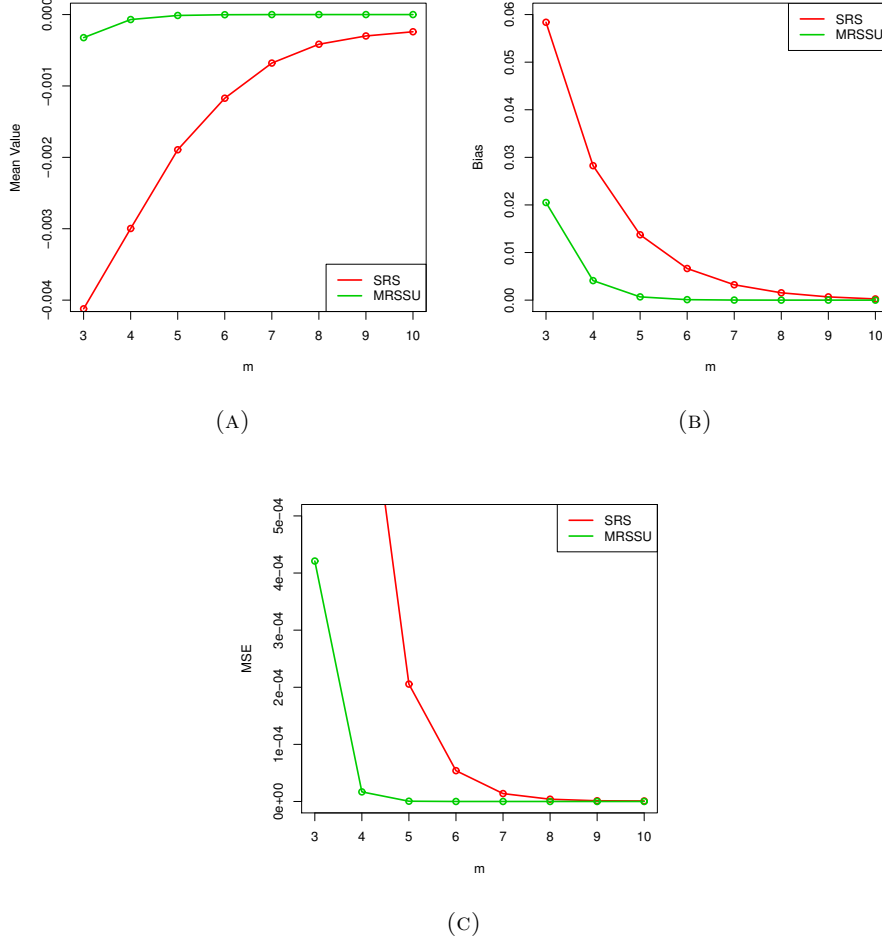 0.000
-0.001
-0.002
-0.003
-0.004
Mean Value
SRS
MRSSU
3 4 5 6 7 8 9 10
m
(A)
0.06
0.05
0.04
0.03
0.02
0.01
0.00
Bias
SRS
MRSSU
3 4 5 6 7 8 9 10
m
(B)
5e-04
4e-04
3e-04
2e-04
1e-04
0e+00
MSE
SRS
MRSSU
3 4 5 6 7 8 9 10
m
(C)